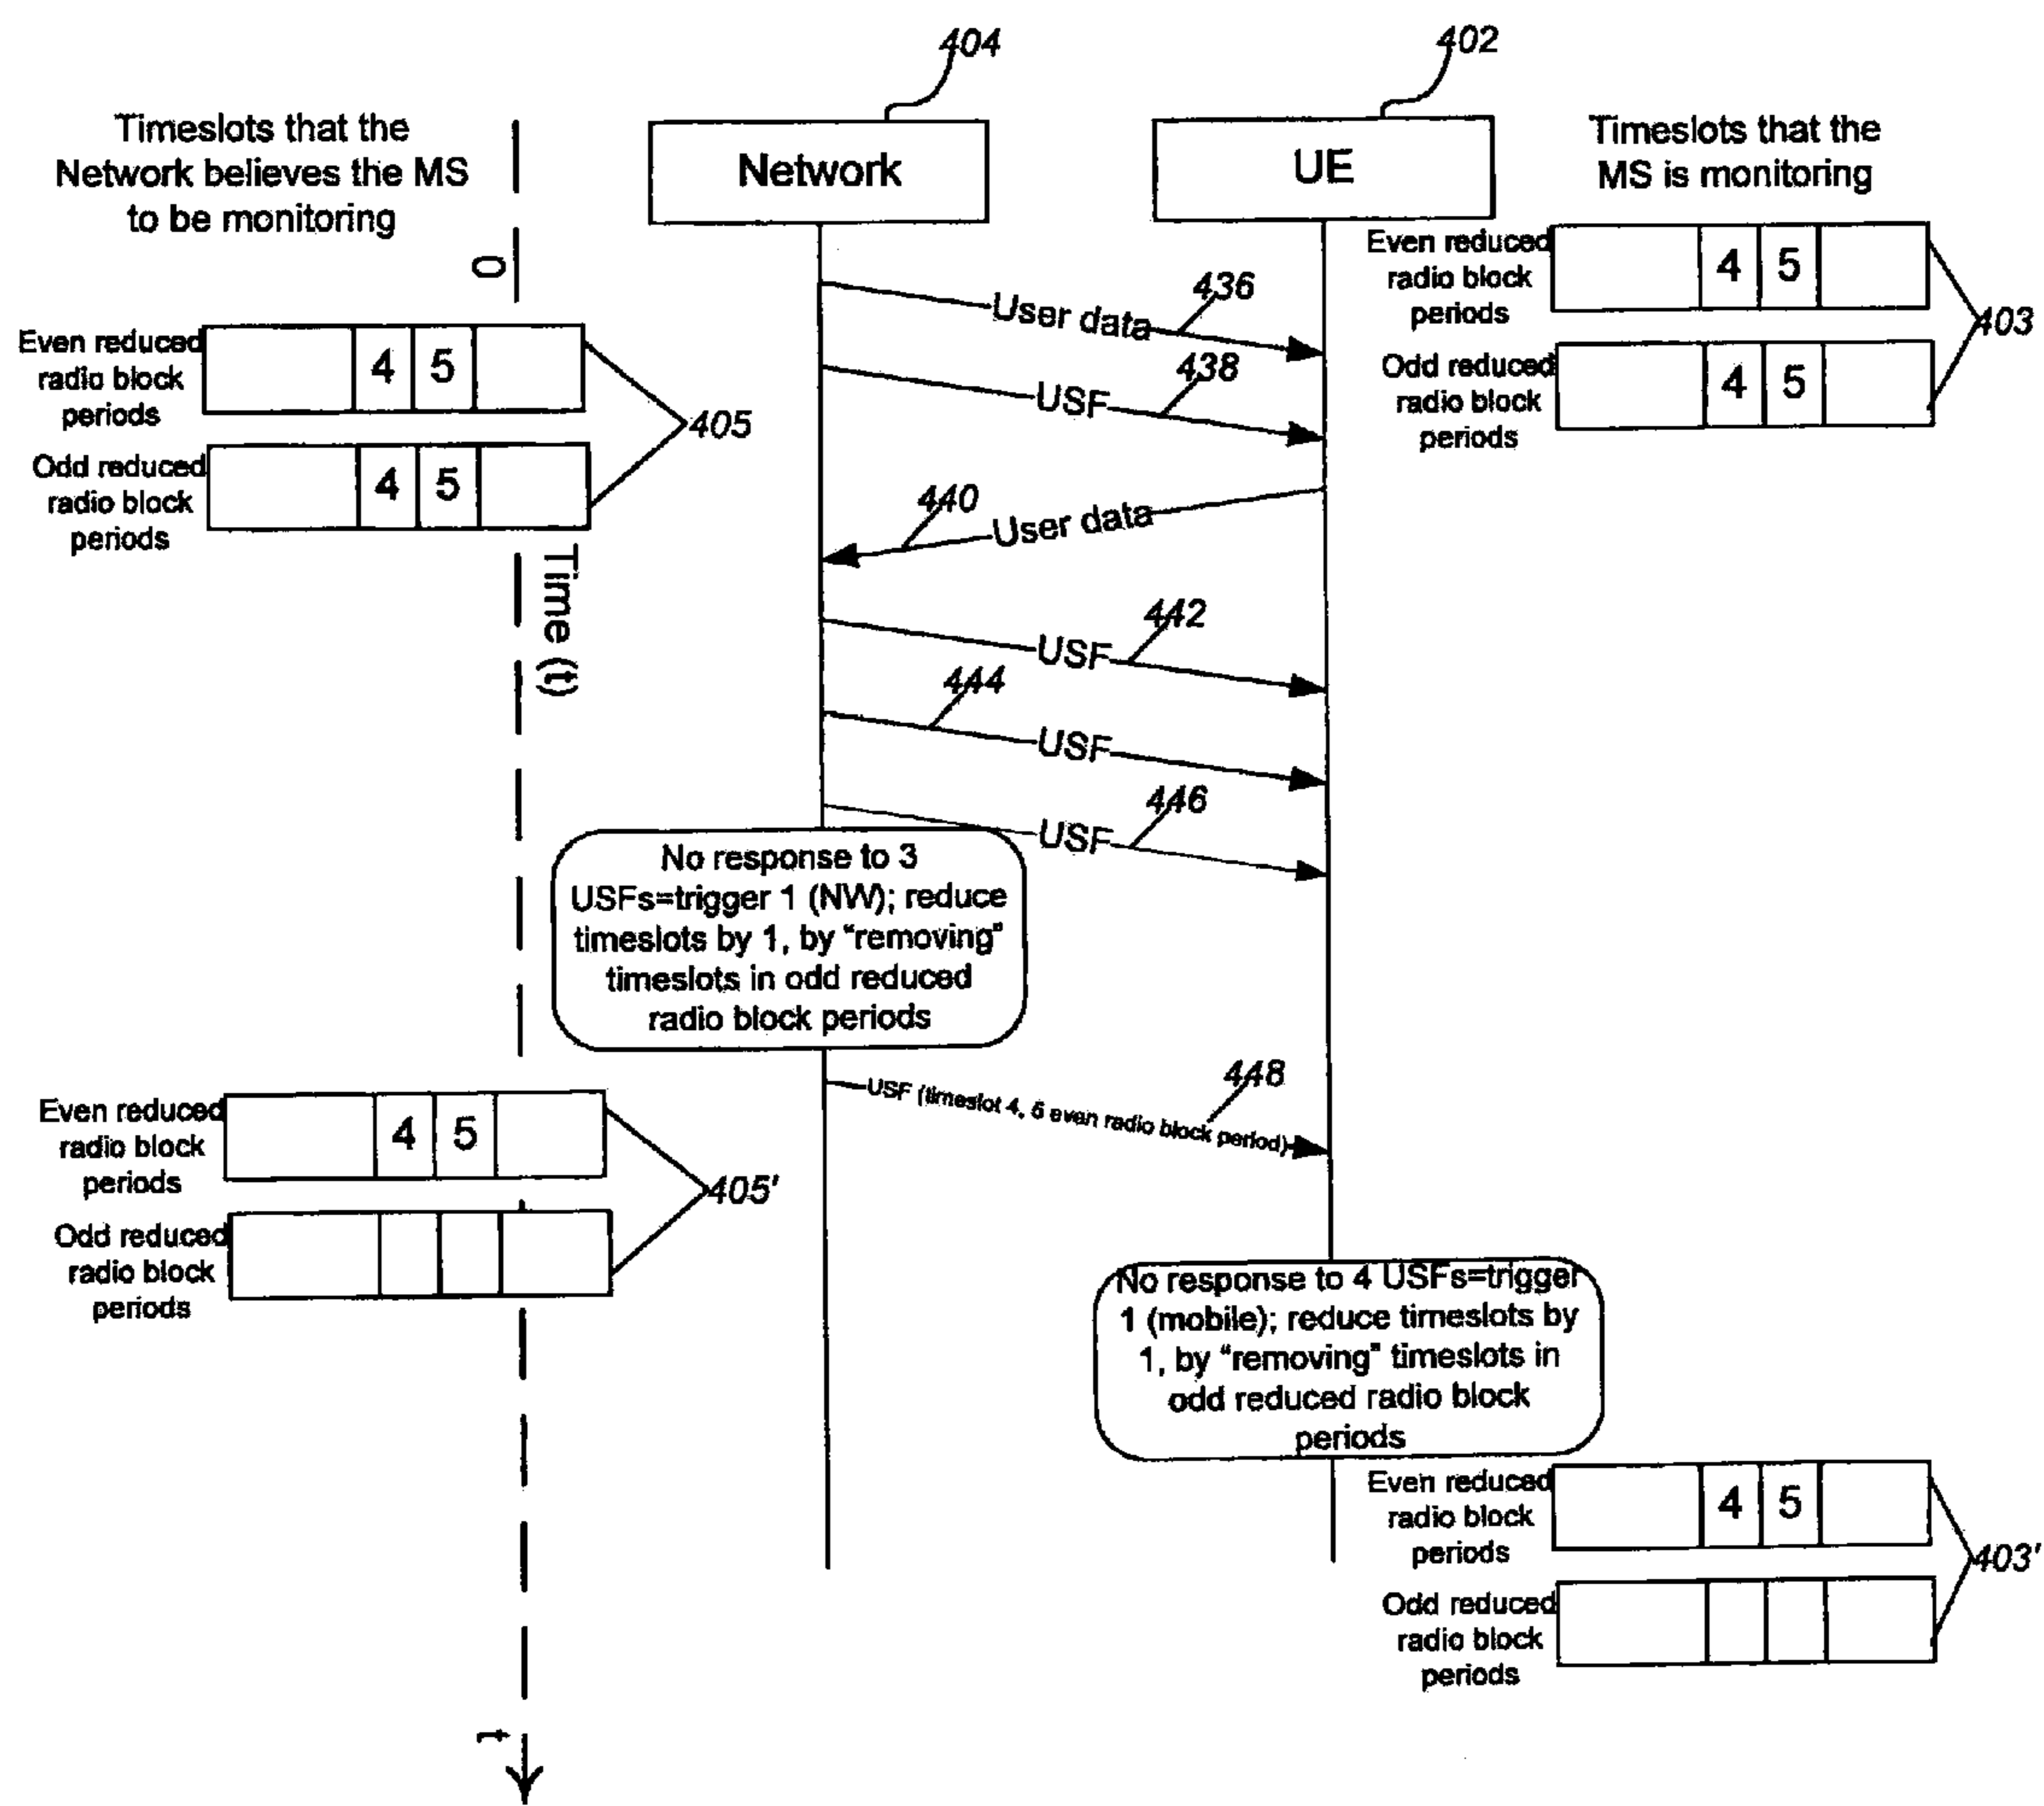 404
402
Timeslots that the
Network believes the MS
to be monitoring
0
Time (t)
t
Network
UE
Timeslots that the
MS is monitoring
Even reduced
radio block
periods
4 5
Odd reduced
radio block
periods
4 5
403
Even reduced
radio block
periods
4 5
Odd reduced
radio block
periods
4 5
405
User data
436
USF
438
User data
440
USF
442
USF
444
USF
446
No response to 3
USFs=trigger 1 (NW); reduce
timeslots by 1, by "removing"
timeslots in odd reduced
radio block periods
USF (timeslot 4, 5 even radio block period)
448
Even reduced
radio block
periods
4 5
Odd reduced
radio block
periods
405'
No response to 4 USFs=trigger
1 (mobile); reduce timeslots by
1, by "removing" timeslots in
odd reduced radio block
periods
Even reduced
radio block
periods
4 5
Odd reduced
radio block
periods
403'